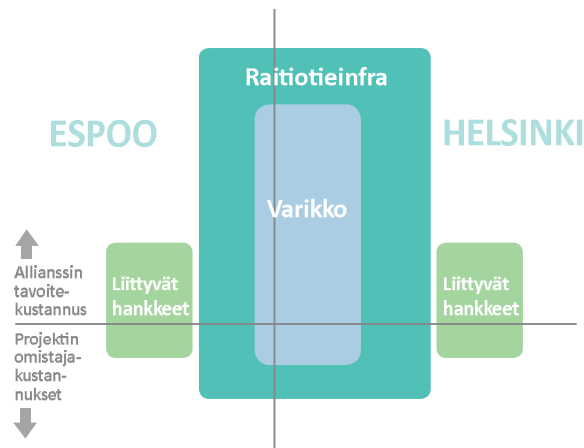 Raitiotieinfra
ESPOO
HELSINKI
Varikko
Allianssin
tavoite-
kustannus
Liittyvät
hankkeet
Liittyvät
hankkeet
Projektin
omistaja-
kustan-
nukset